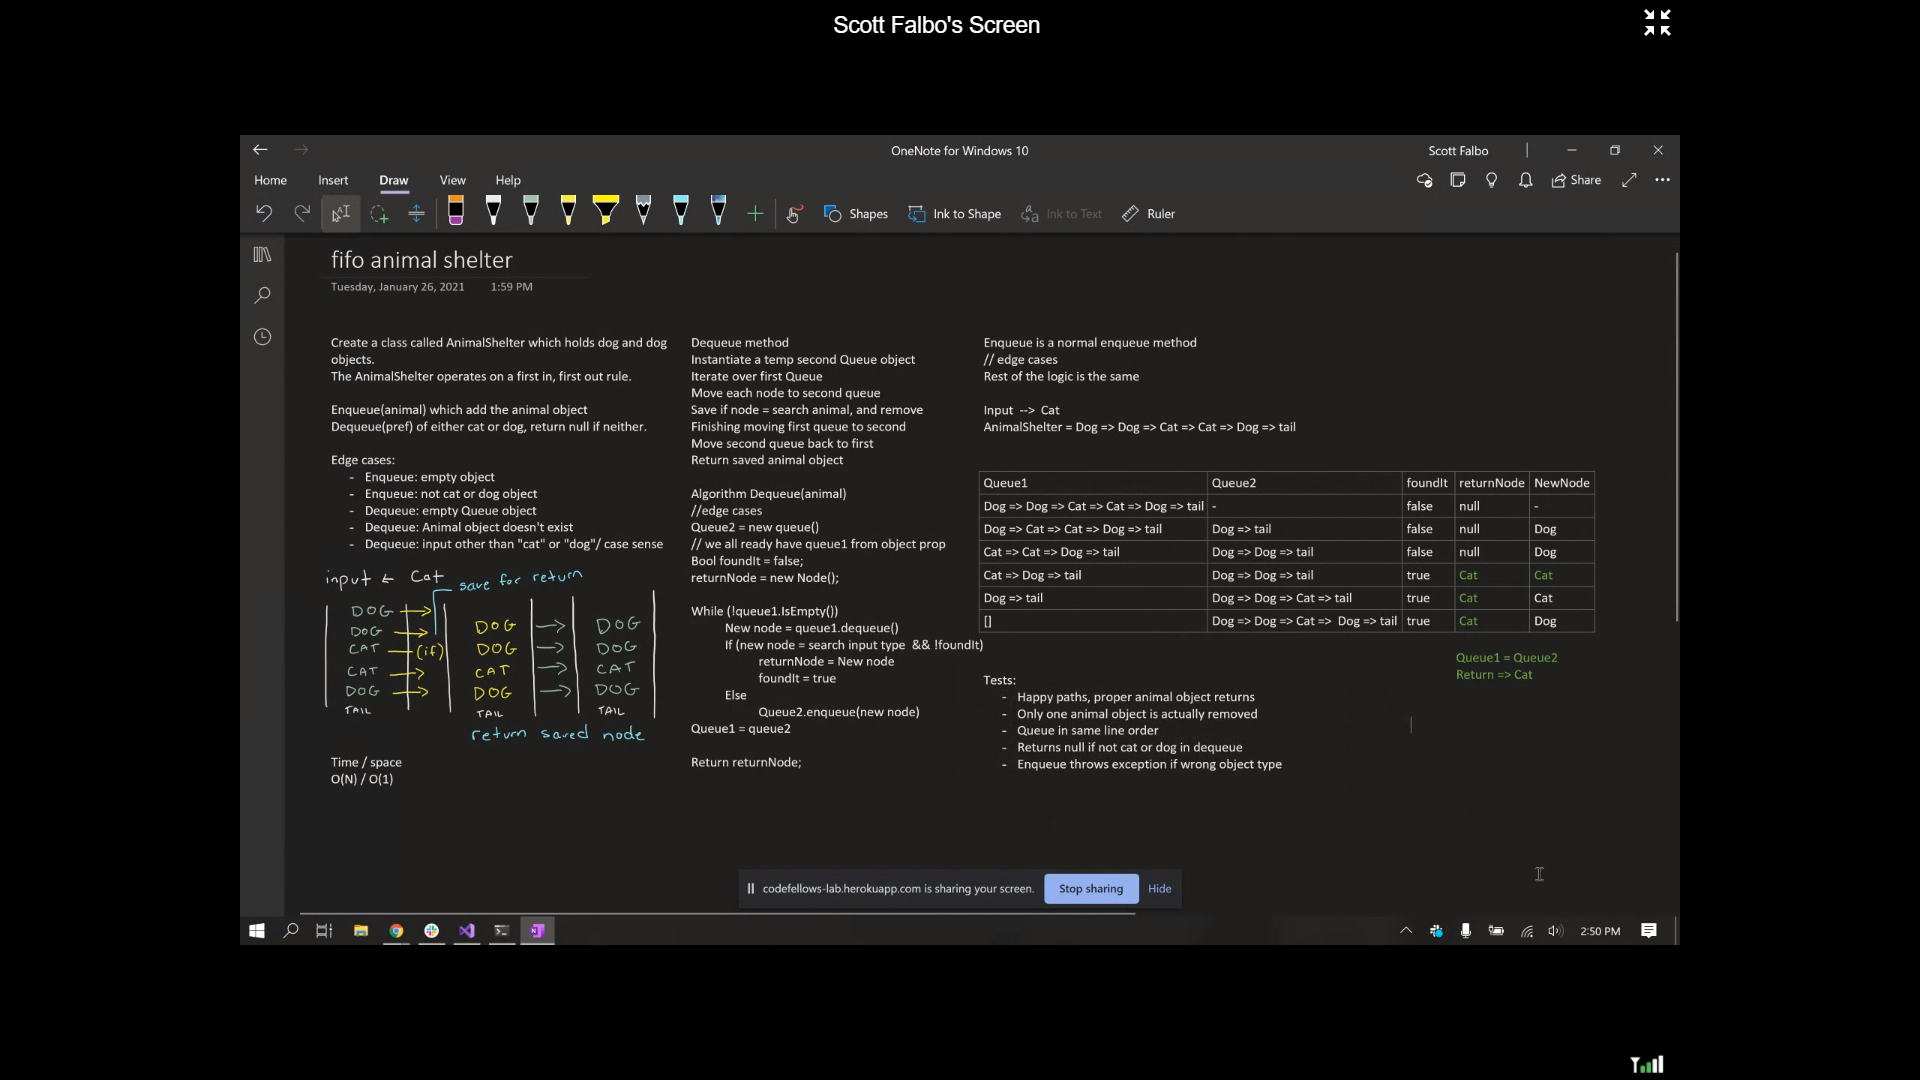 Scott Falbo's Screen
OneNote for Windows 10
Scott Falbo
Home Insert Draw View Help
Share
Shapes Ink to Shape Ink to Text Ruler
fifo animal shelter
Tuesday, January 26, 2021 1:59 PM
Create a class called AnimalShelter which holds dog and dog
objects.
The AnimalShelter operates on a first in, first out rule.
Enqueue(animal) which add the animal object
Dequeue(pref) of either cat or dog, return null if neither.
Edge cases:
- Enqueue: empty object
- Enqueue: not cat or dog object
- Dequeue: empty Queue object
- Dequeue: Animal object doesn't exist
- Dequeue: input other than "cat" or "dog"/ case sense
input ← Cat
save for return
DOG → DOG → DOG
DOG → DOG → DOG
CAT → (if) CAT → CAT
CAT → DOG → DOG
DOG → TAIL TAIL
TAIL
return saved node
Time / space
O(N) / O(1)
Dequeue method
Instantiate a temp second Queue object
Iterate over first Queue
Move each node to second queue
Save if node = search animal, and remove
Finishing moving first queue to second
Move second queue back to first
Return saved animal object
Algorithm Dequeue(animal)
//edge cases
Queue2 = new queue()
// we all ready have queue1 from object prop
Bool foundIt = false;
returnNode = new Node();
While (!queue1.IsEmpty())
New node = queue1.dequeue()
If (new node = search input type && !foundIt)
returnNode = New node
foundIt = true
Else
Queue2.enqueue(new node)
Queue1 = queue2
Return returnNode;
Enqueue is a normal enqueue method
// edge cases
Rest of the logic is the same
Input --> Cat
AnimalShelter = Dog => Dog => Cat => Cat => Dog => tail
Queue1 Queue2 foundIt returnNode NewNode
Dog => Dog => Cat => Cat => Dog => tail - false null -
Dog => Cat => Cat => Dog => tail Dog => tail false null Dog
Cat => Cat => Dog => tail Dog => Dog => tail false null Dog
Cat => Dog => tail Dog => Dog => tail true Cat Cat
Dog => tail Dog => Dog => Cat => tail true Cat Cat
[] Dog => Dog => Cat => Dog => tail true Cat Dog
Queue1 = Queue2
Return => Cat
Tests:
- Happy paths, proper animal object returns
- Only one animal object is actually removed
- Queue in same line order
- Returns null if not cat or dog in dequeue
- Enqueue throws exception if wrong object type
codefellows-lab.herokuapp.com is sharing your screen. Stop sharing Hide
2:50 PM